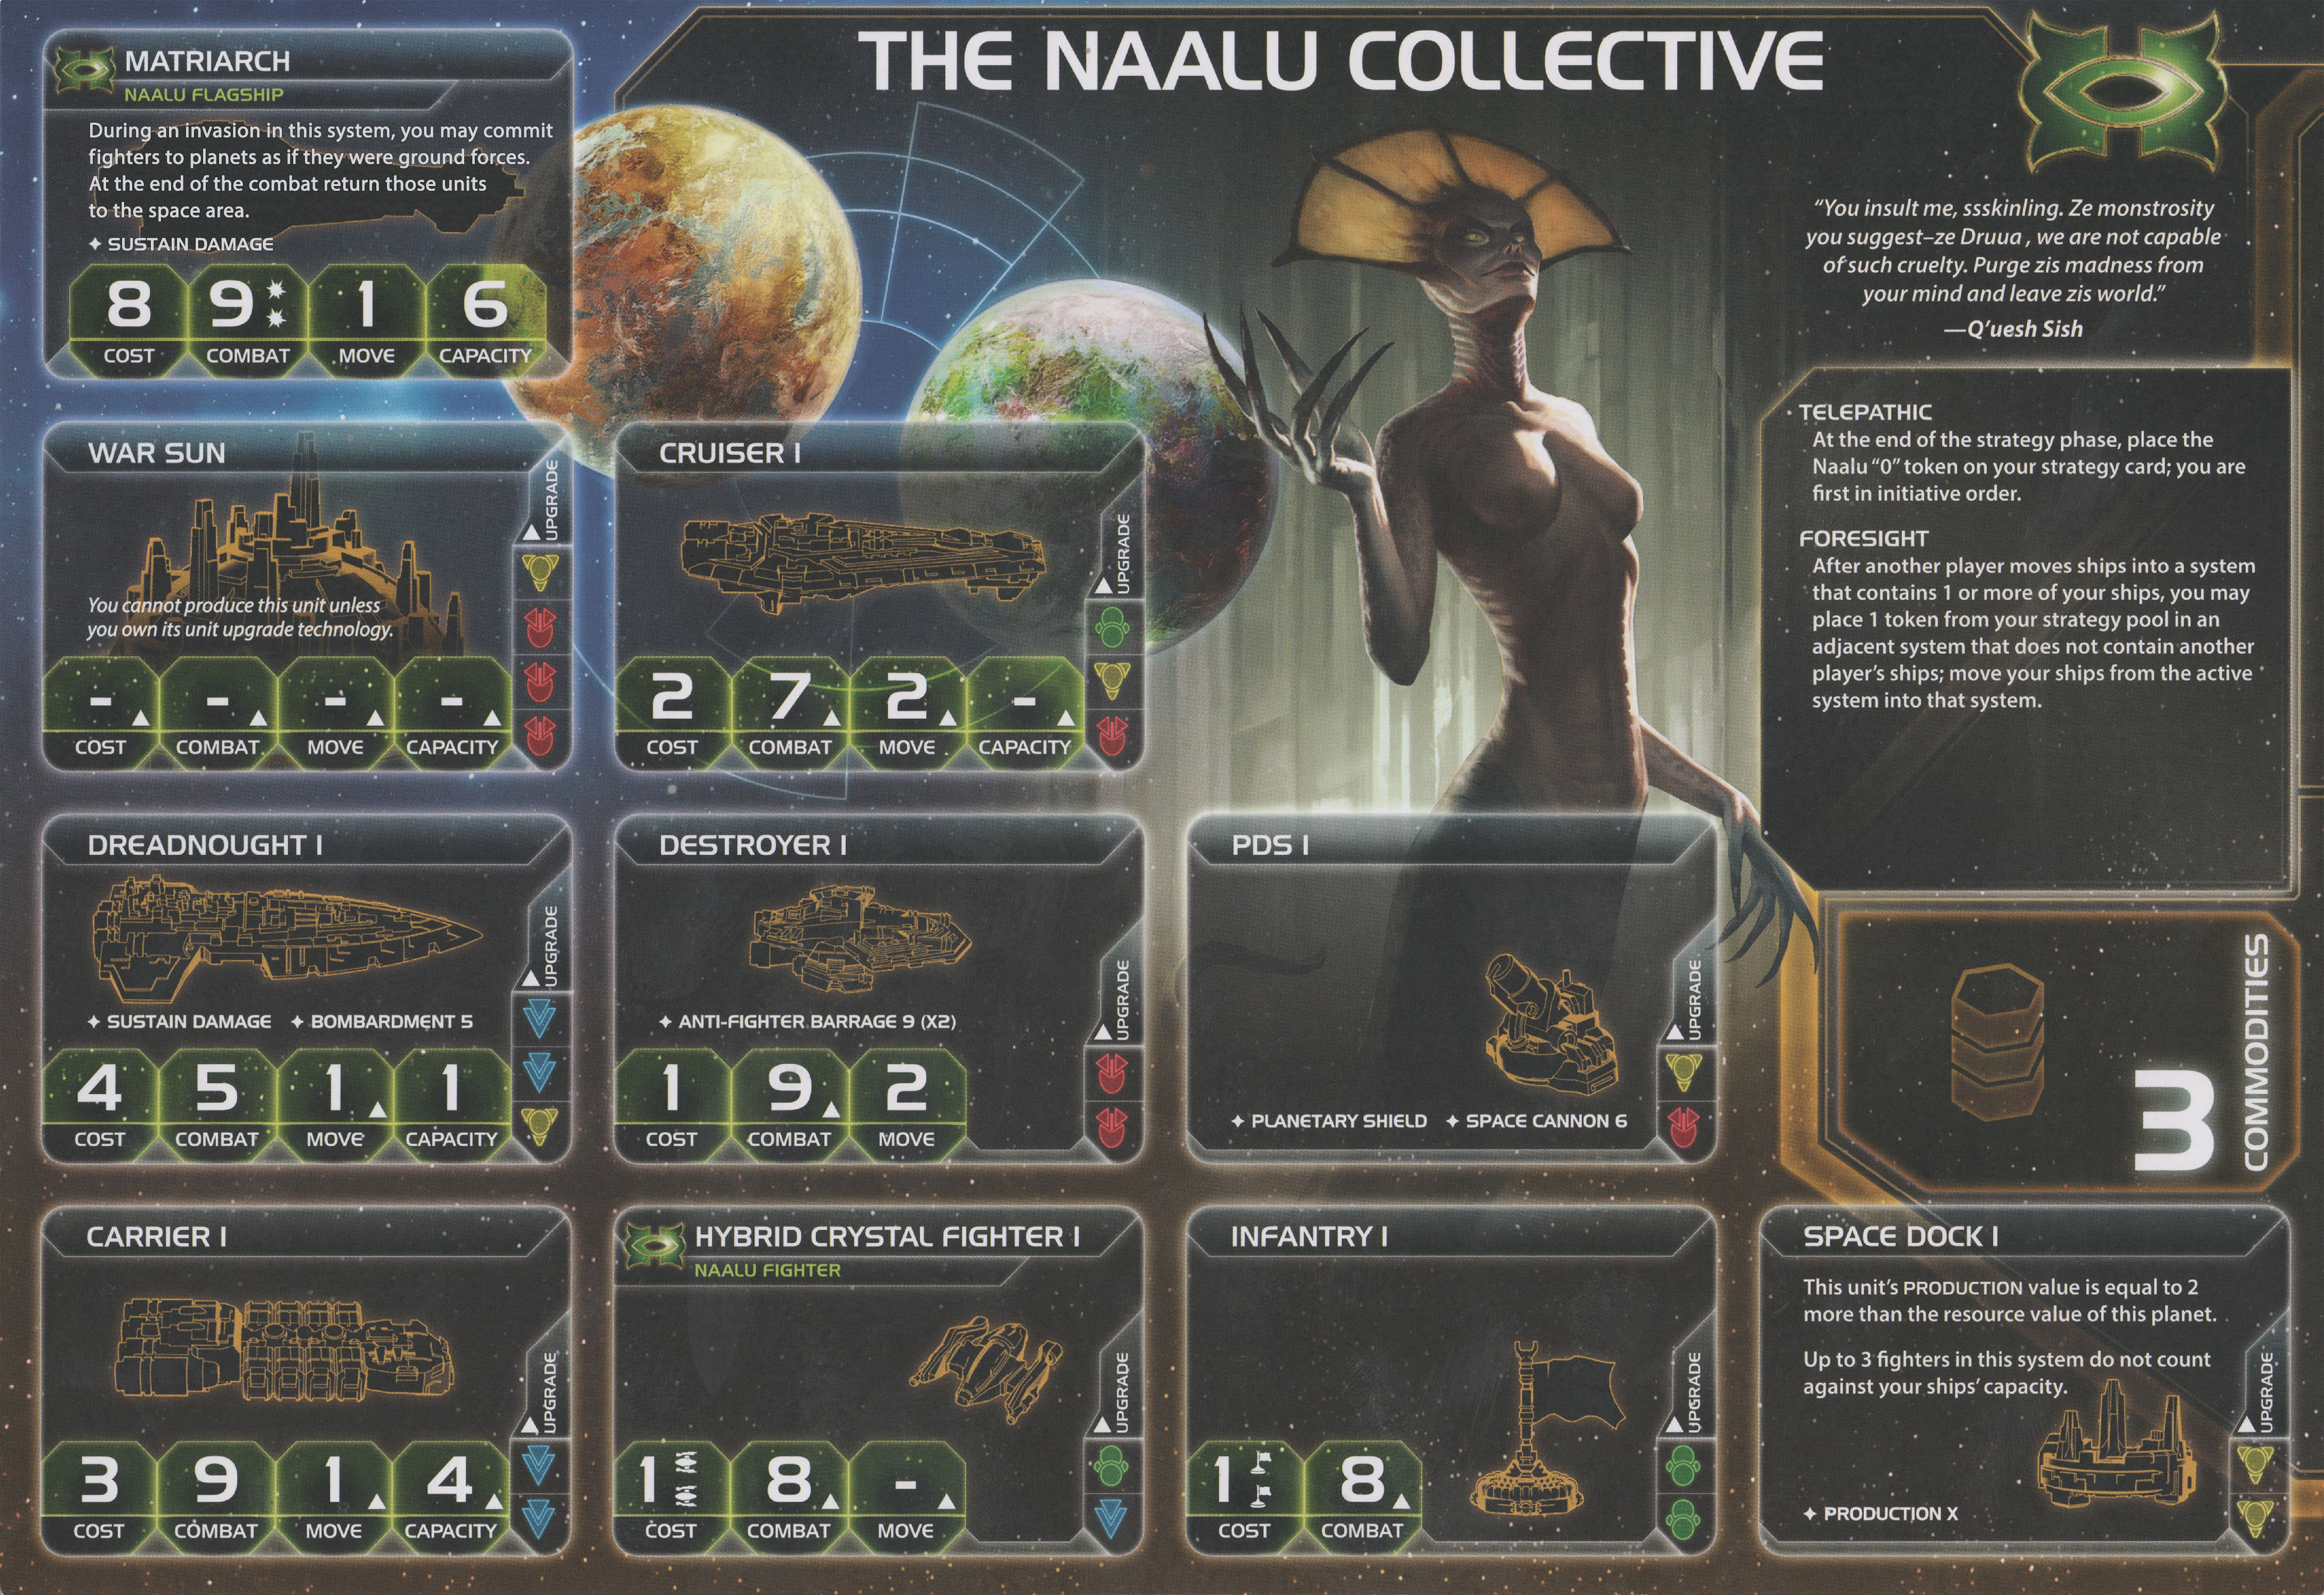 THE NAALU COLLECTIVE
MATRIARCH
NAALU FLAGSHIP
During an invasion in this system, you may commit
fighters to planets as if they were ground forces.
At the end of the combat return those units
to the space area.
SUSTAIN DAMAGE
8 9 1 6
COST COMBAT MOVE CAPACITY
“You insult me, ssskinling. Ze monstrosity
you suggest–ze Druua , we are not capable
of such cruelty. Purge zis madness from
your mind and leave zis world.”
—Q’uesh Sish
TELEPATHIC
At the end of the strategy phase, place the
Naalu “0” token on your strategy card; you are
first in initiative order.
FORESIGHT
After another player moves ships into a system
that contains 1 or more of your ships, you may
place 1 token from your strategy pool in an
adjacent system that does not contain another
player’s ships; move your ships from the active
system into that system.
WAR SUN
UPGRADE
You cannot produce this unit unless
you own its unit upgrade technology.
- - - -
COST COMBAT MOVE CAPACITY
CRUISER I
UPGRADE
2 7 2 -
COST COMBAT MOVE CAPACITY
DREADNOUGHT I
UPGRADE
SUSTAIN DAMAGE BOMBARDMENT 5
4 5 1 1
COST COMBAT MOVE CAPACITY
DESTROYER I
UPGRADE
ANTI-FIGHTER BARRAGE 9 (X2)
1 9 2
COST COMBAT MOVE
PDS I
UPGRADE
PLANETARY SHIELD SPACE CANNON 6
3
COMMODITIES
CARRIER I
UPGRADE
3 9 1 4
COST COMBAT MOVE CAPACITY
HYBRID CRYSTAL FIGHTER I
NAALU FIGHTER
UPGRADE
1 8 -
COST COMBAT MOVE
INFANTRY I
UPGRADE
1 8
COST COMBAT
SPACE DOCK I
This unit’s PRODUCTION value is equal to 2
more than the resource value of this planet.
Up to 3 fighters in this system do not count
against your ships’ capacity.
UPGRADE
PRODUCTION X